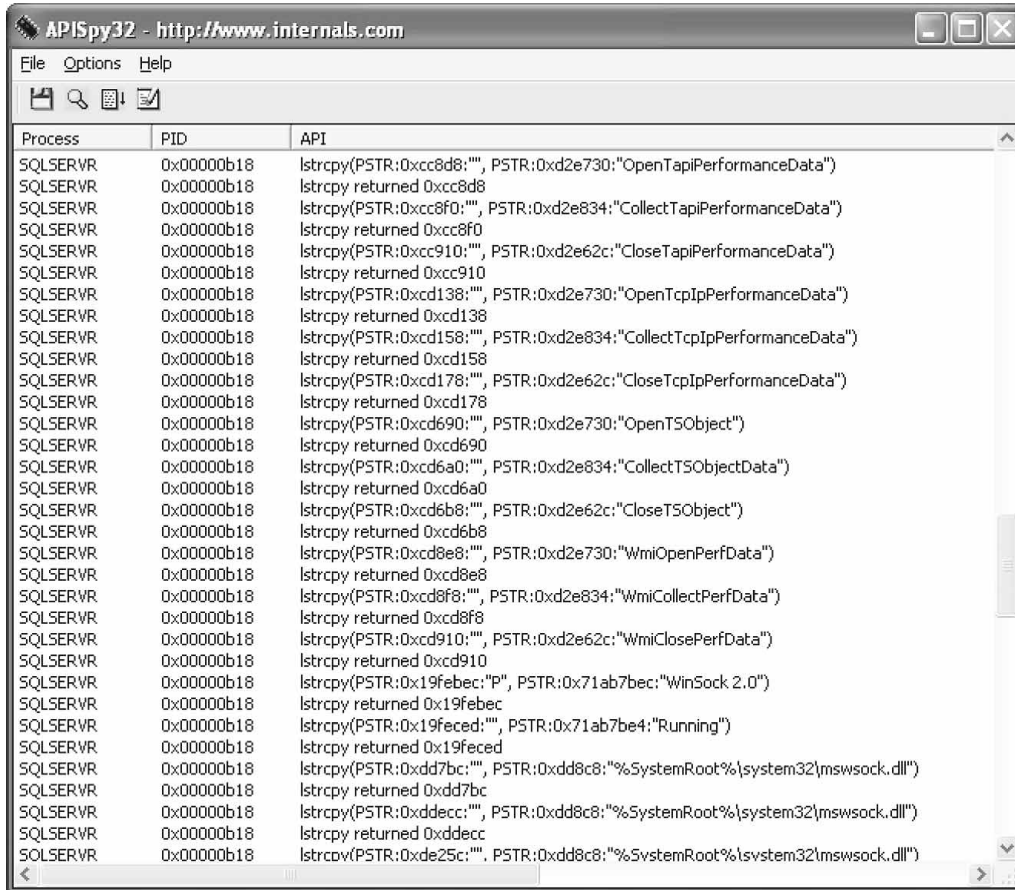 APISpy32 - http://www.internals.com
File Options Help
Process PID API
SQLSERVR 0x00000b18 lstrcpy(PSTR:0xcc8d8:"", PSTR:0xd2e730:"OpenTapiPerformanceData")
SQLSERVR 0x00000b18 lstrcpy returned 0xcc8d8
SQLSERVR 0x00000b18 lstrcpy(PSTR:0xcc8f0:"", PSTR:0xd2e834:"CollectTapiPerformanceData")
SQLSERVR 0x00000b18 lstrcpy returned 0xcc8f0
SQLSERVR 0x00000b18 lstrcpy(PSTR:0xcc910:"", PSTR:0xd2e62c:"CloseTapiPerformanceData")
SQLSERVR 0x00000b18 lstrcpy returned 0xcc910
SQLSERVR 0x00000b18 lstrcpy(PSTR:0xcd138:"", PSTR:0xd2e730:"OpenTcpIpPerformanceData")
SQLSERVR 0x00000b18 lstrcpy returned 0xcd138
SQLSERVR 0x00000b18 lstrcpy(PSTR:0xcd158:"", PSTR:0xd2e834:"CollectTcpIpPerformanceData")
SQLSERVR 0x00000b18 lstrcpy returned 0xcd158
SQLSERVR 0x00000b18 lstrcpy(PSTR:0xcd178:"", PSTR:0xd2e62c:"CloseTcpIpPerformanceData")
SQLSERVR 0x00000b18 lstrcpy returned 0xcd178
SQLSERVR 0x00000b18 lstrcpy(PSTR:0xcd690:"", PSTR:0xd2e730:"OpenTSObject")
SQLSERVR 0x00000b18 lstrcpy returned 0xcd690
SQLSERVR 0x00000b18 lstrcpy(PSTR:0xcd6a0:"", PSTR:0xd2e834:"CollectTSObjectData")
SQLSERVR 0x00000b18 lstrcpy returned 0xcd6a0
SQLSERVR 0x00000b18 lstrcpy(PSTR:0xcd6b8:"", PSTR:0xd2e62c:"CloseTSObject")
SQLSERVR 0x00000b18 lstrcpy returned 0xcd6b8
SQLSERVR 0x00000b18 lstrcpy(PSTR:0xcd8e8:"", PSTR:0xd2e730:"WmiOpenPerfData")
SQLSERVR 0x00000b18 lstrcpy returned 0xcd8e8
SQLSERVR 0x00000b18 lstrcpy(PSTR:0xcd8f8:"", PSTR:0xd2e834:"WmiCollectPerfData")
SQLSERVR 0x00000b18 lstrcpy returned 0xcd8f8
SQLSERVR 0x00000b18 lstrcpy(PSTR:0xcd910:"", PSTR:0xd2e62c:"WmiClosePerfData")
SQLSERVR 0x00000b18 lstrcpy returned 0xcd910
SQLSERVR 0x00000b18 lstrcpy(PSTR:0x19febec:"P", PSTR:0x71ab7bec:"WinSock 2.0")
SQLSERVR 0x00000b18 lstrcpy returned 0x19febec
SQLSERVR 0x00000b18 lstrcpy(PSTR:0x19feced:"", PSTR:0x71ab7be4:"Running")
SQLSERVR 0x00000b18 lstrcpy returned 0x19feced
SQLSERVR 0x00000b18 lstrcpy(PSTR:0xdd7bc:"", PSTR:0xdd8c8:"%SystemRoot%\system32\mswsock.dll")
SQLSERVR 0x00000b18 lstrcpy returned 0xdd7bc
SQLSERVR 0x00000b18 lstrcpy(PSTR:0xddecc:"", PSTR:0xdd8c8:"%SystemRoot%\system32\mswsock.dll")
SQLSERVR 0x00000b18 lstrcpy returned 0xddecc
SQLSERVR 0x00000b18 lstrcpy(PSTR:0xde25c:"", PSTR:0xdd8c8:"%SystemRoot%\system32\mswsock.dll")